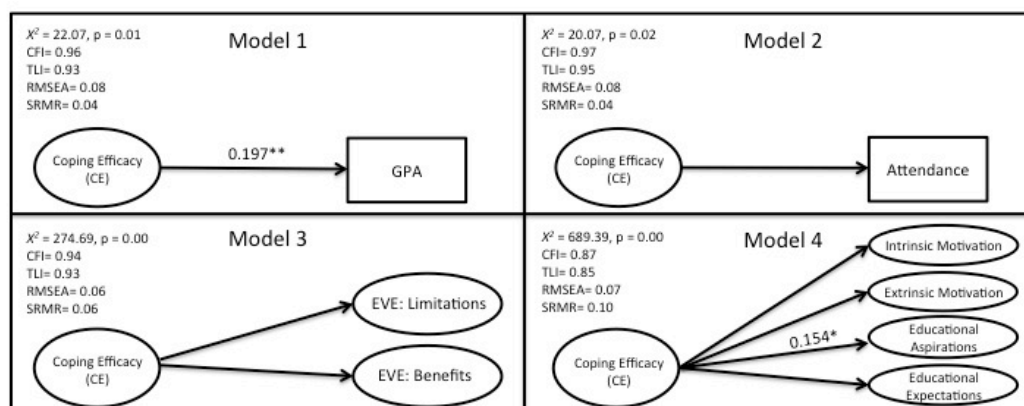 X² = 22.07, p = 0.01
CFI= 0.96
TLI= 0.93
RMSEA= 0.08
SRMR= 0.04
Model 1
Coping Efficacy
(CE)
0.197**
GPA
X² = 20.07, p = 0.02
CFI= 0.97
TLI= 0.95
RMSEA= 0.08
SRMR= 0.04
Model 2
Coping Efficacy
(CE)
Attendance
X² = 274.69, p = 0.00
CFI= 0.94
TLI= 0.93
RMSEA= 0.06
SRMR= 0.06
Model 3
Coping Efficacy
(CE)
EVE: Limitations
EVE: Benefits
X² = 689.39, p = 0.00
CFI= 0.87
TLI= 0.85
RMSEA= 0.07
SRMR= 0.10
Model 4
Coping Efficacy
(CE)
0.154*
Intrinsic Motivation
Extrinsic Motivation
Educational
Aspirations
Educational
Expectations